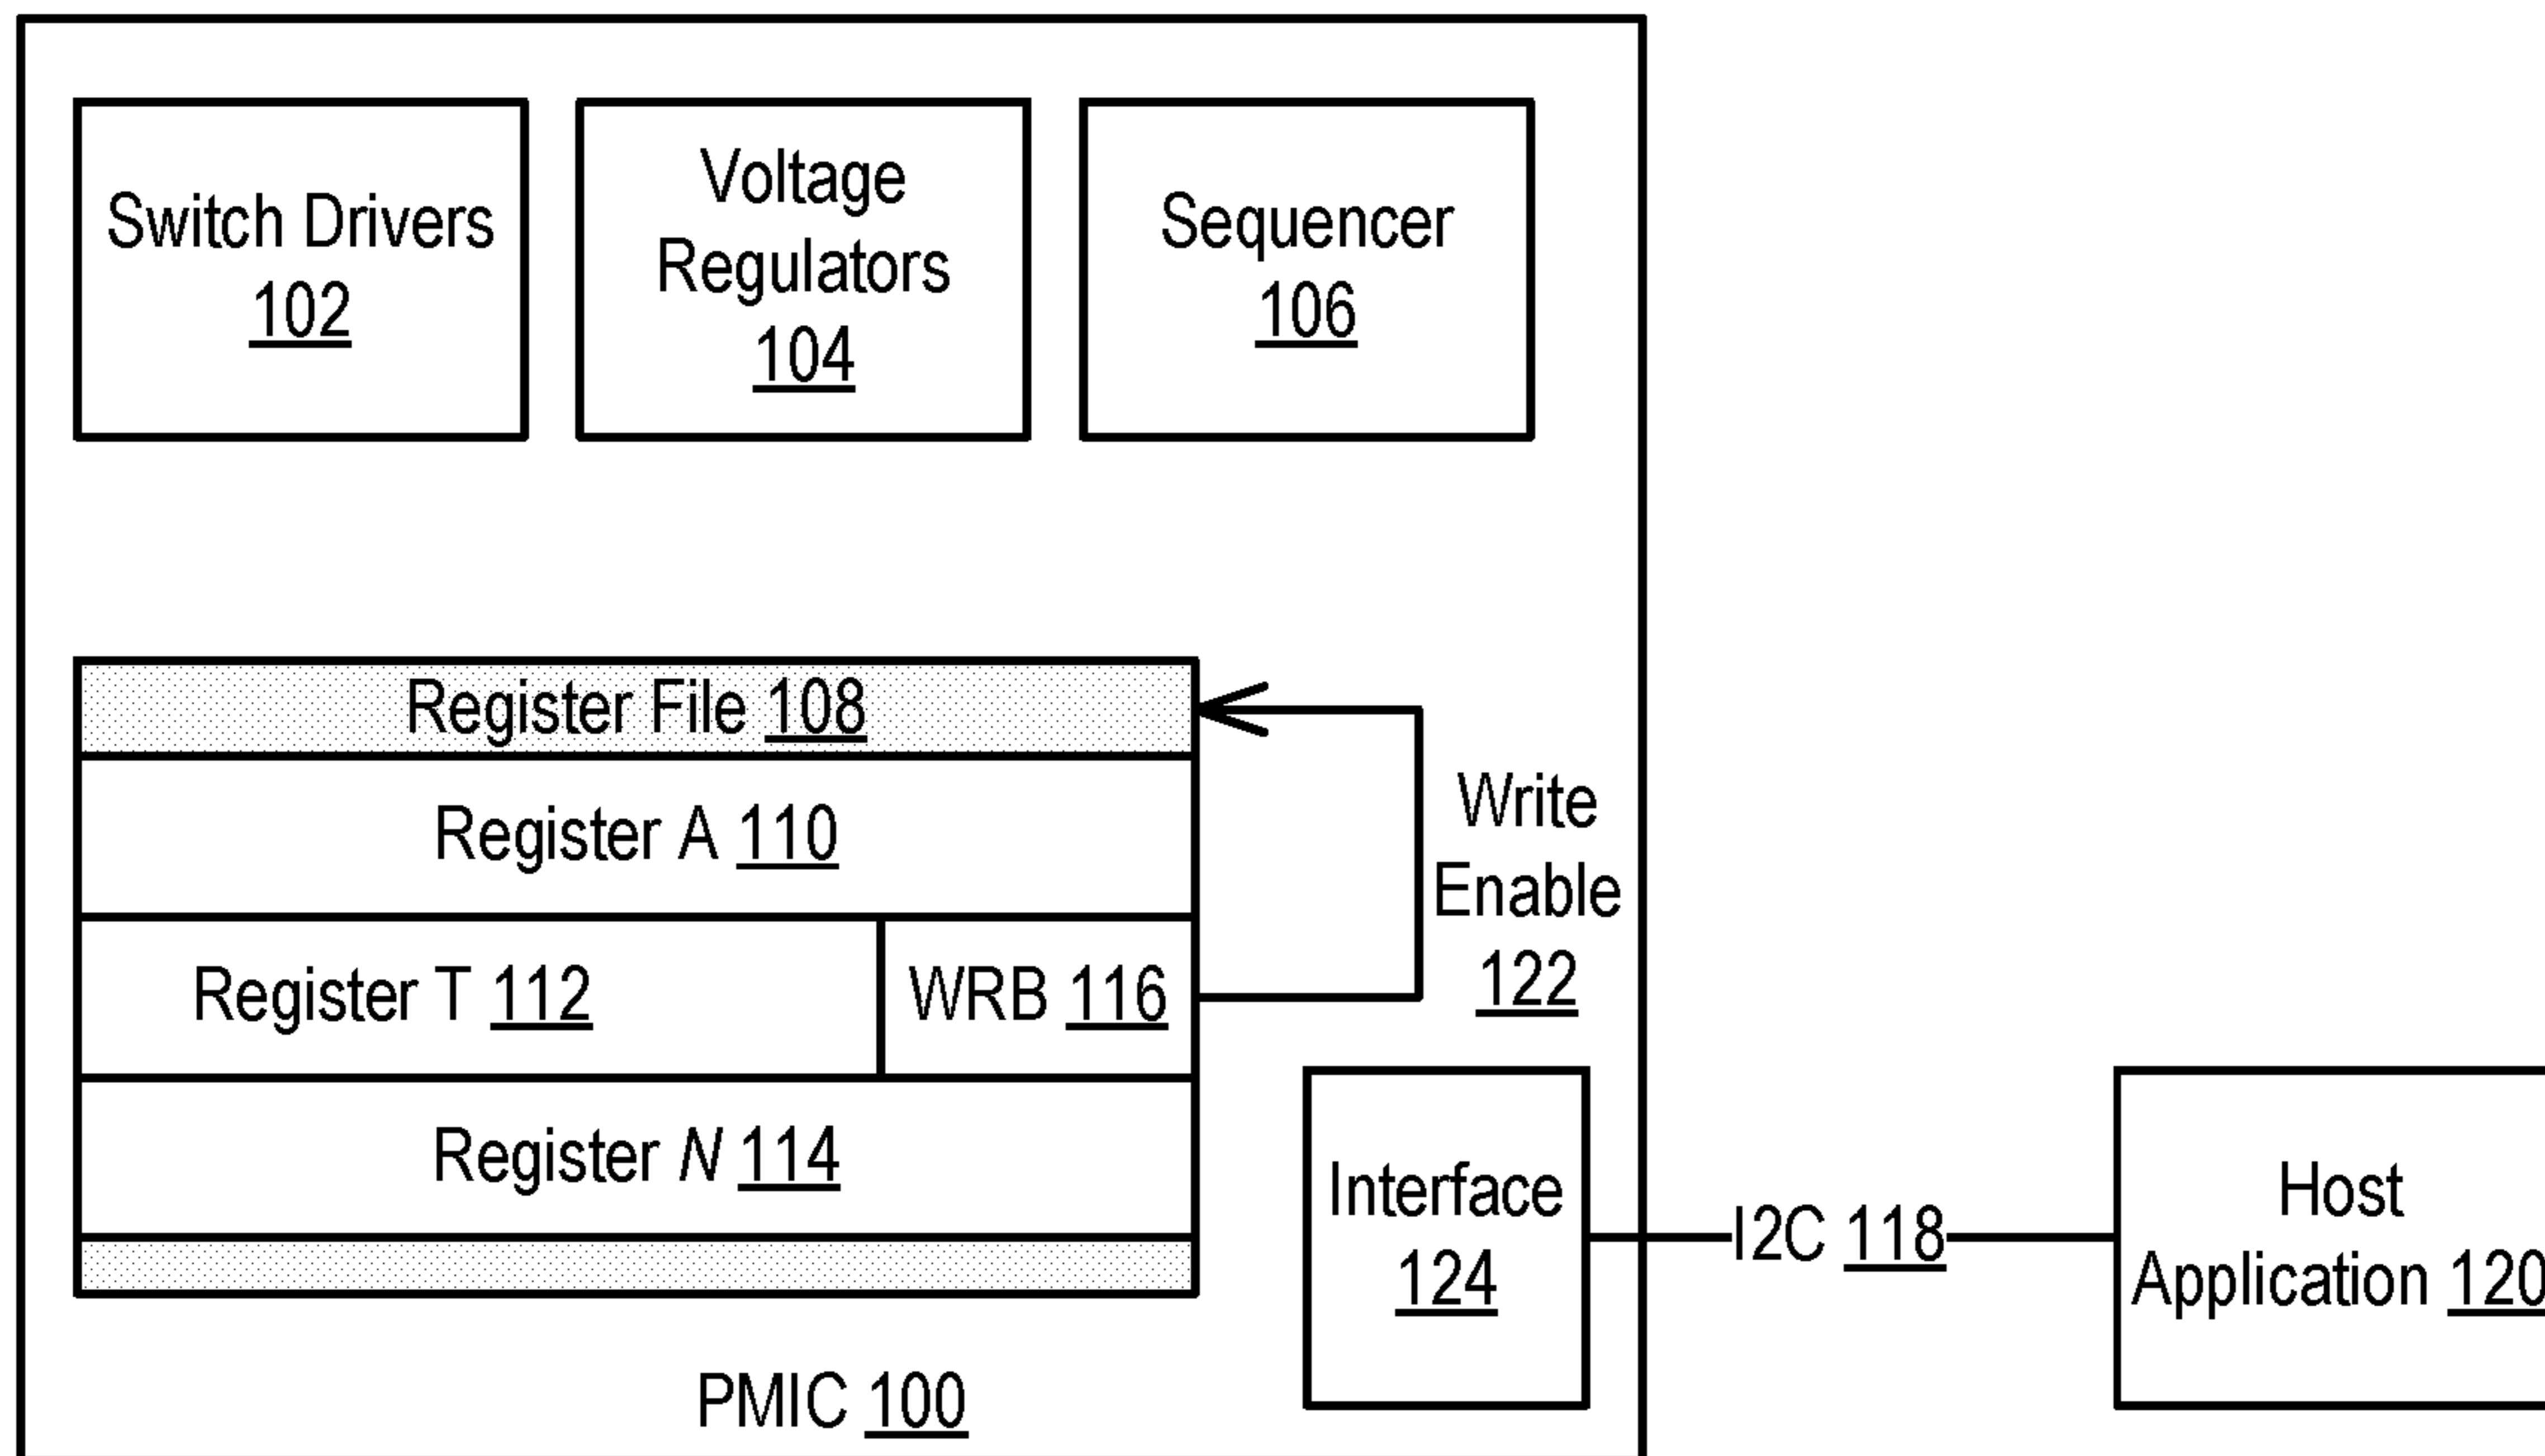 Switch Drivers
102
Voltage
Regulators
104
Sequencer
106
Register File 108
Register A 110
Register T 112
WRB 116
Register N 114
Write
Enable
122
Interface
124
I2C 118
Host
Application 120
PMIC 100